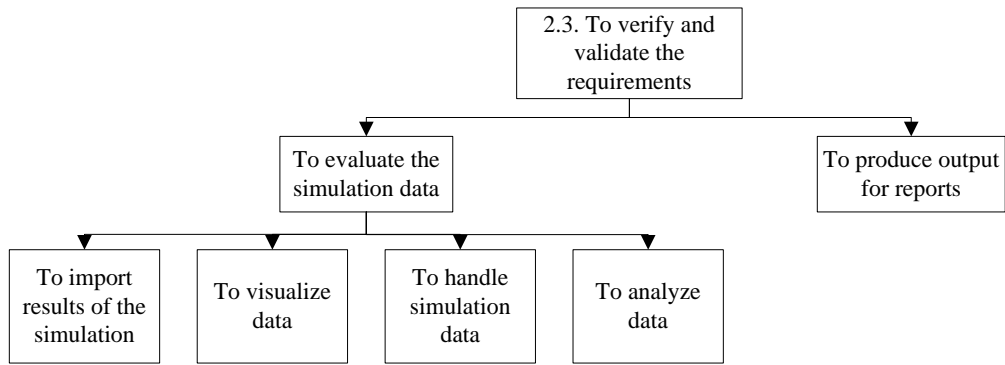 2.3. To verify and
validate the
requirements
To evaluate the
simulation data
To produce output
for reports
To import
results of the
simulation
To visualize
data
To handle
simulation
data
To analyze
data